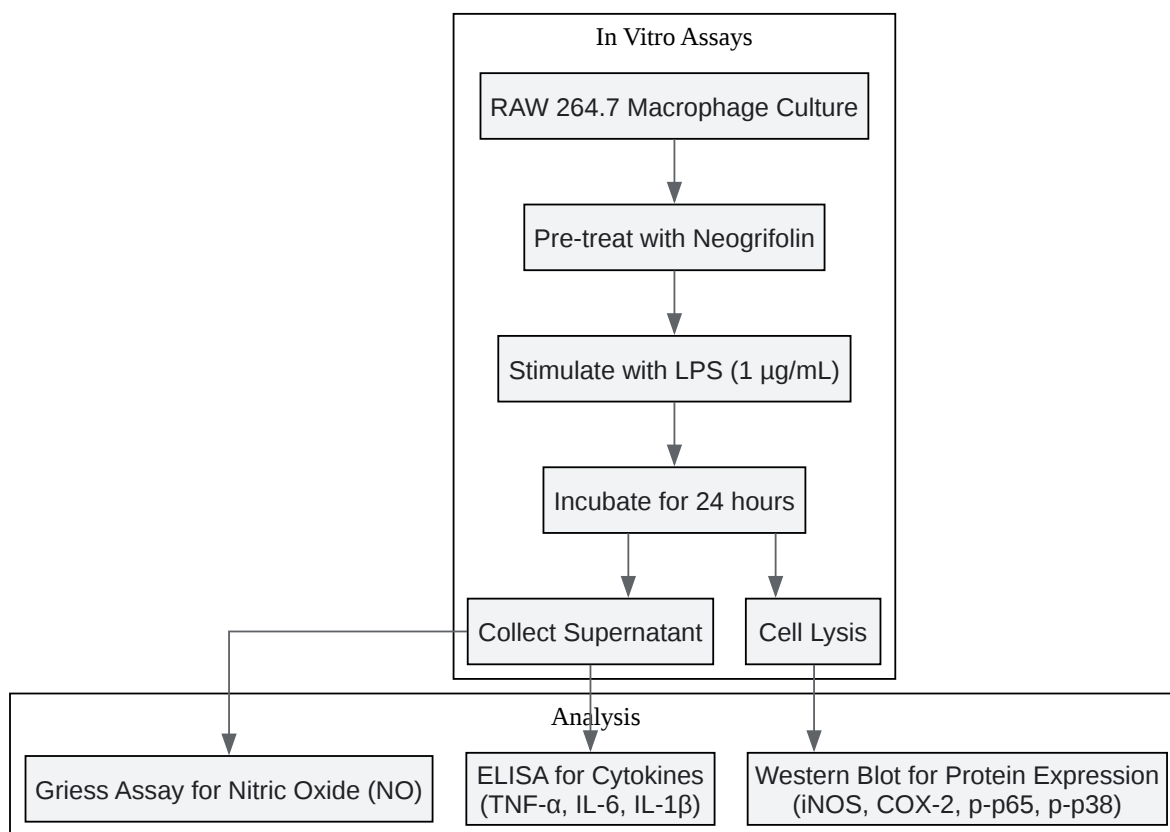 In Vitro Assays
RAW 264.7 Macrophage Culture
Pre-treat with Neogrifolin
Stimulate with LPS (1 µg/mL)
Incubate for 24 hours
Collect Supernatant
Cell Lysis
Analysis
Griess Assay for Nitric Oxide (NO)
ELISA for Cytokines
(TNF-α, IL-6, IL-1β)
Western Blot for Protein Expression
(iNOS, COX-2, p-p65, p-p38)